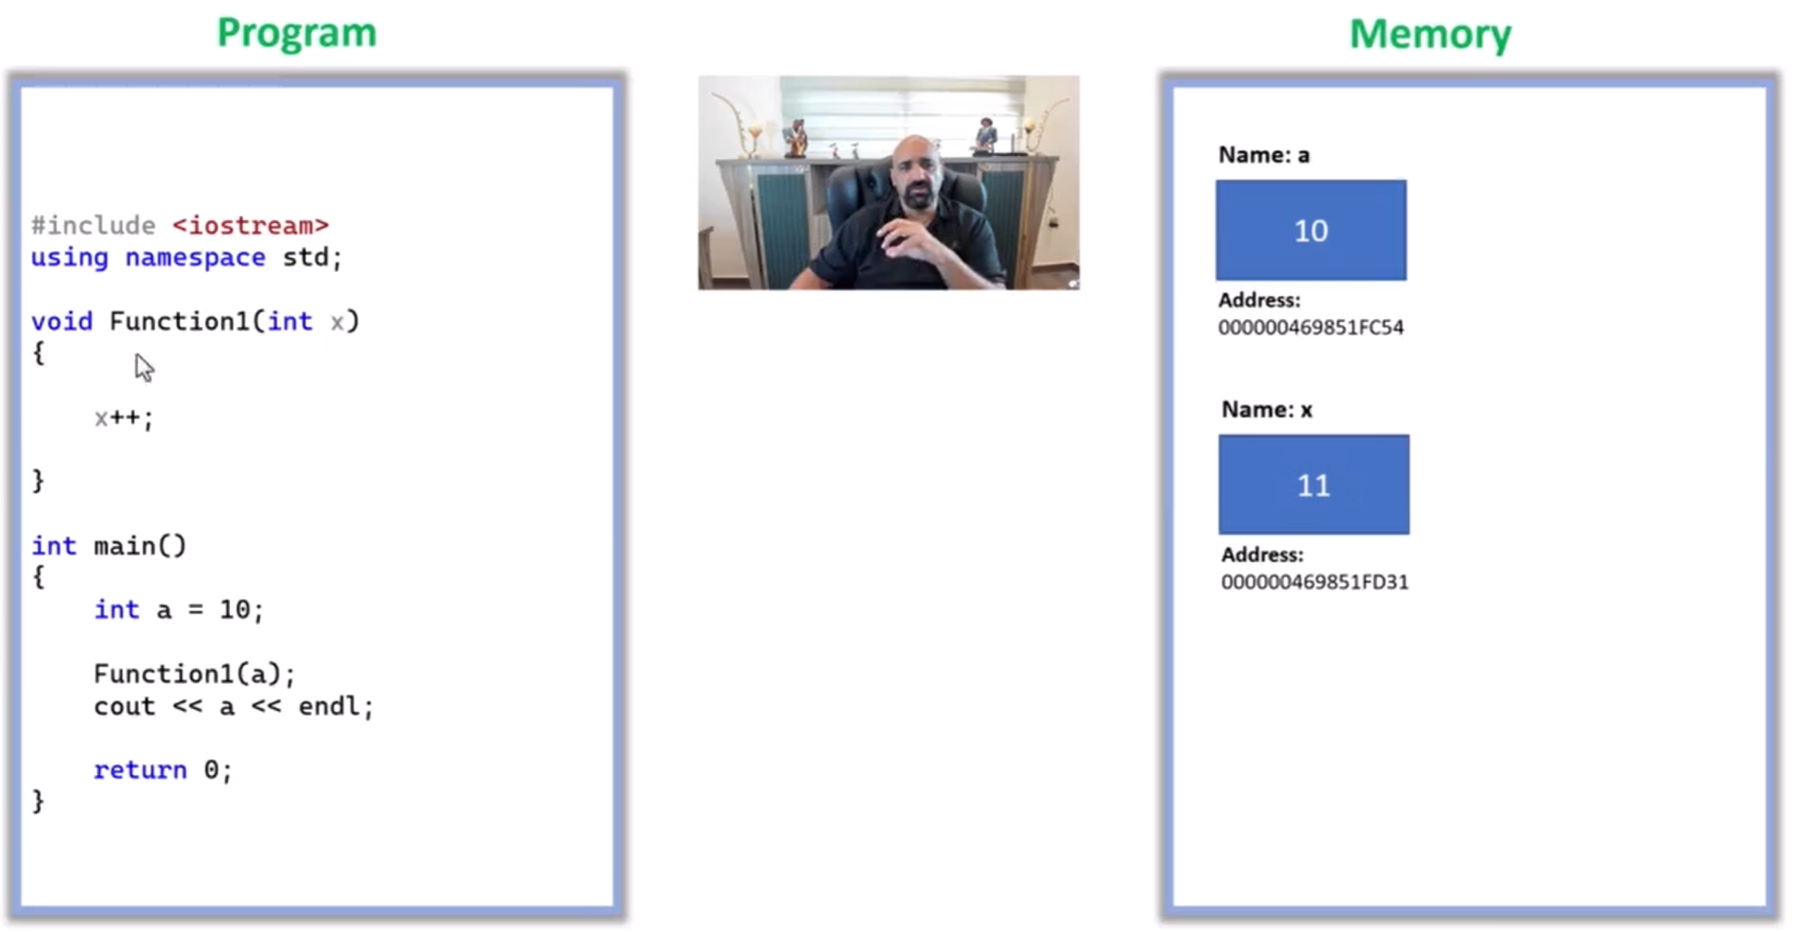 Program
#include <iostream>
using namespace std;
void Function1(int x)
{
x++;
}
int main()
{
int a = 10;
Function1(a);
cout << a << endl;
return 0;
}
Memory
Name: a
10
Address:
000000469851FC54
Name: x
11
Address:
000000469851FD31